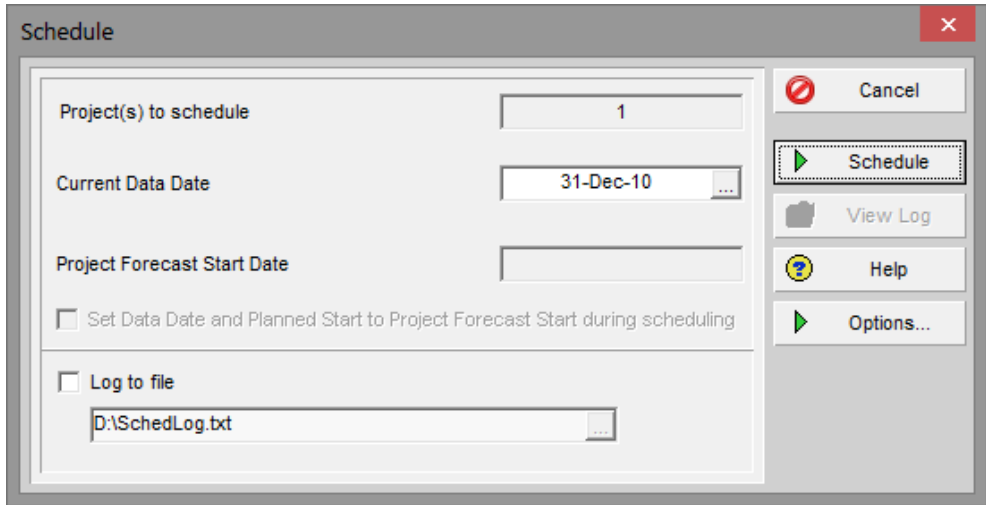 Schedule
Project(s) to schedule
1
Current Data Date
31-Dec-10
...
Project Forecast Start Date
Set Data Date and Planned Start to Project Forecast Start during scheduling
Log to file
D:\SchedLog.txt
...
Cancel
Schedule
View Log
Help
Options...